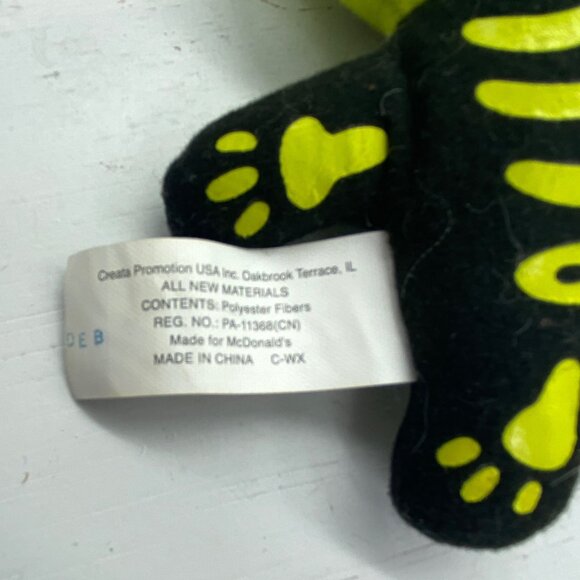 Creata Promotion USA Inc. Oakbrook Terrace, IL
ALL NEW MATERIALS
CONTENTS: Polyester Fibers
REG. NO.: PA-11368(CN)
Made for McDonald's
MADE IN CHINA C-WX
DEB